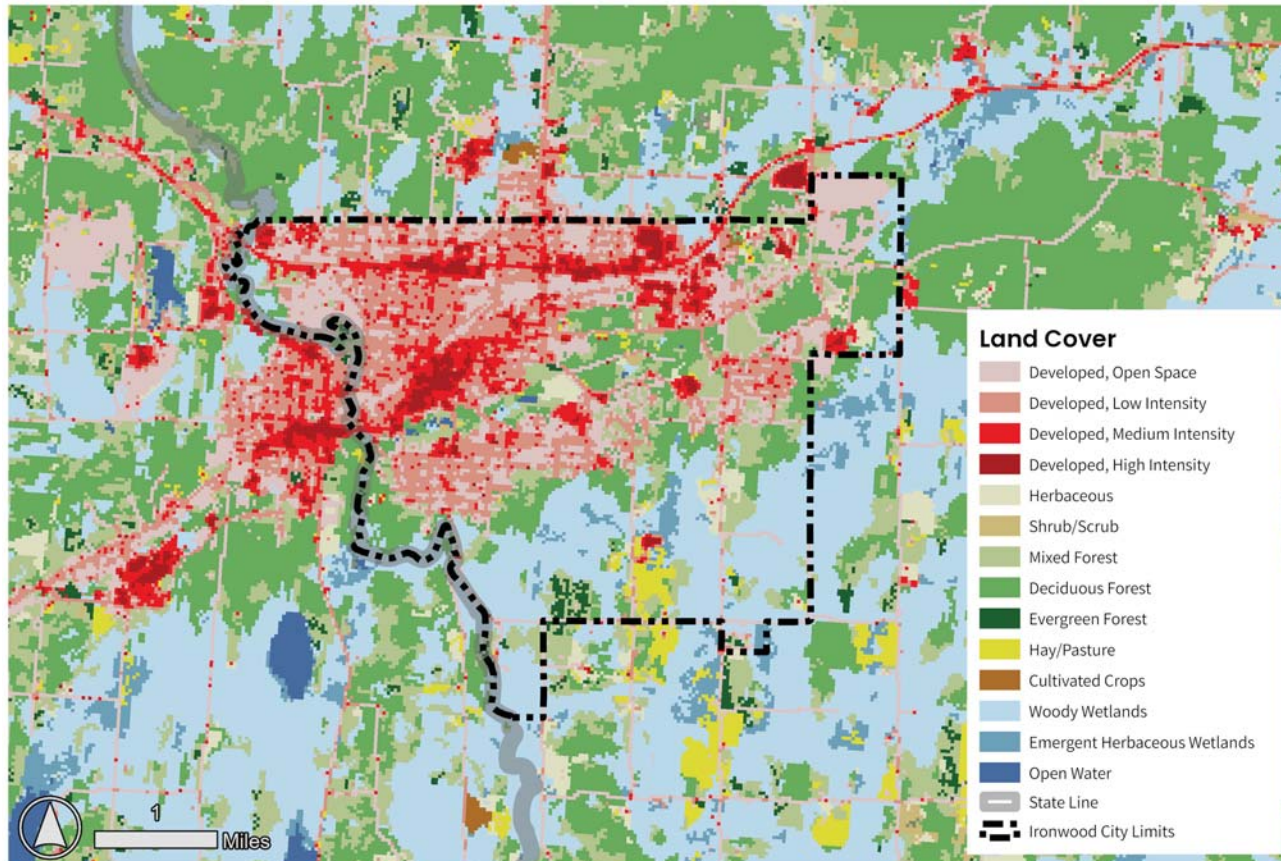 Land Cover
Developed, Open Space
Developed, Low Intensity
Developed, Medium Intensity
Developed, High Intensity
Herbaceous
Shrub/Scrub
Mixed Forest
Deciduous Forest
Evergreen Forest
Hay/Pasture
Cultivated Crops
Woody Wetlands
Emergent Herbaceous Wetlands
Open Water
State Line
Ironwood City Limits
1
Miles